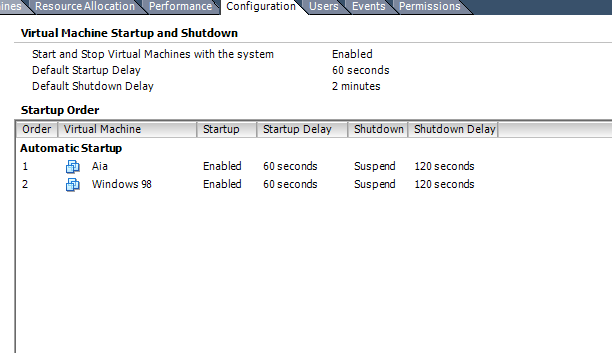 ines Resource Allocation Performance Configuration Users Events Permissions
Virtual Machine Startup and Shutdown
Start and Stop Virtual Machines with the system Enabled
Default Startup Delay 60 seconds
Default Shutdown Delay 2 minutes
Startup Order
Order Virtual Machine Startup Startup Delay Shutdown Shutdown Delay
Automatic Startup
1 Aia Enabled 60 seconds Suspend 120 seconds
2 Windows 98 Enabled 60 seconds Suspend 120 seconds